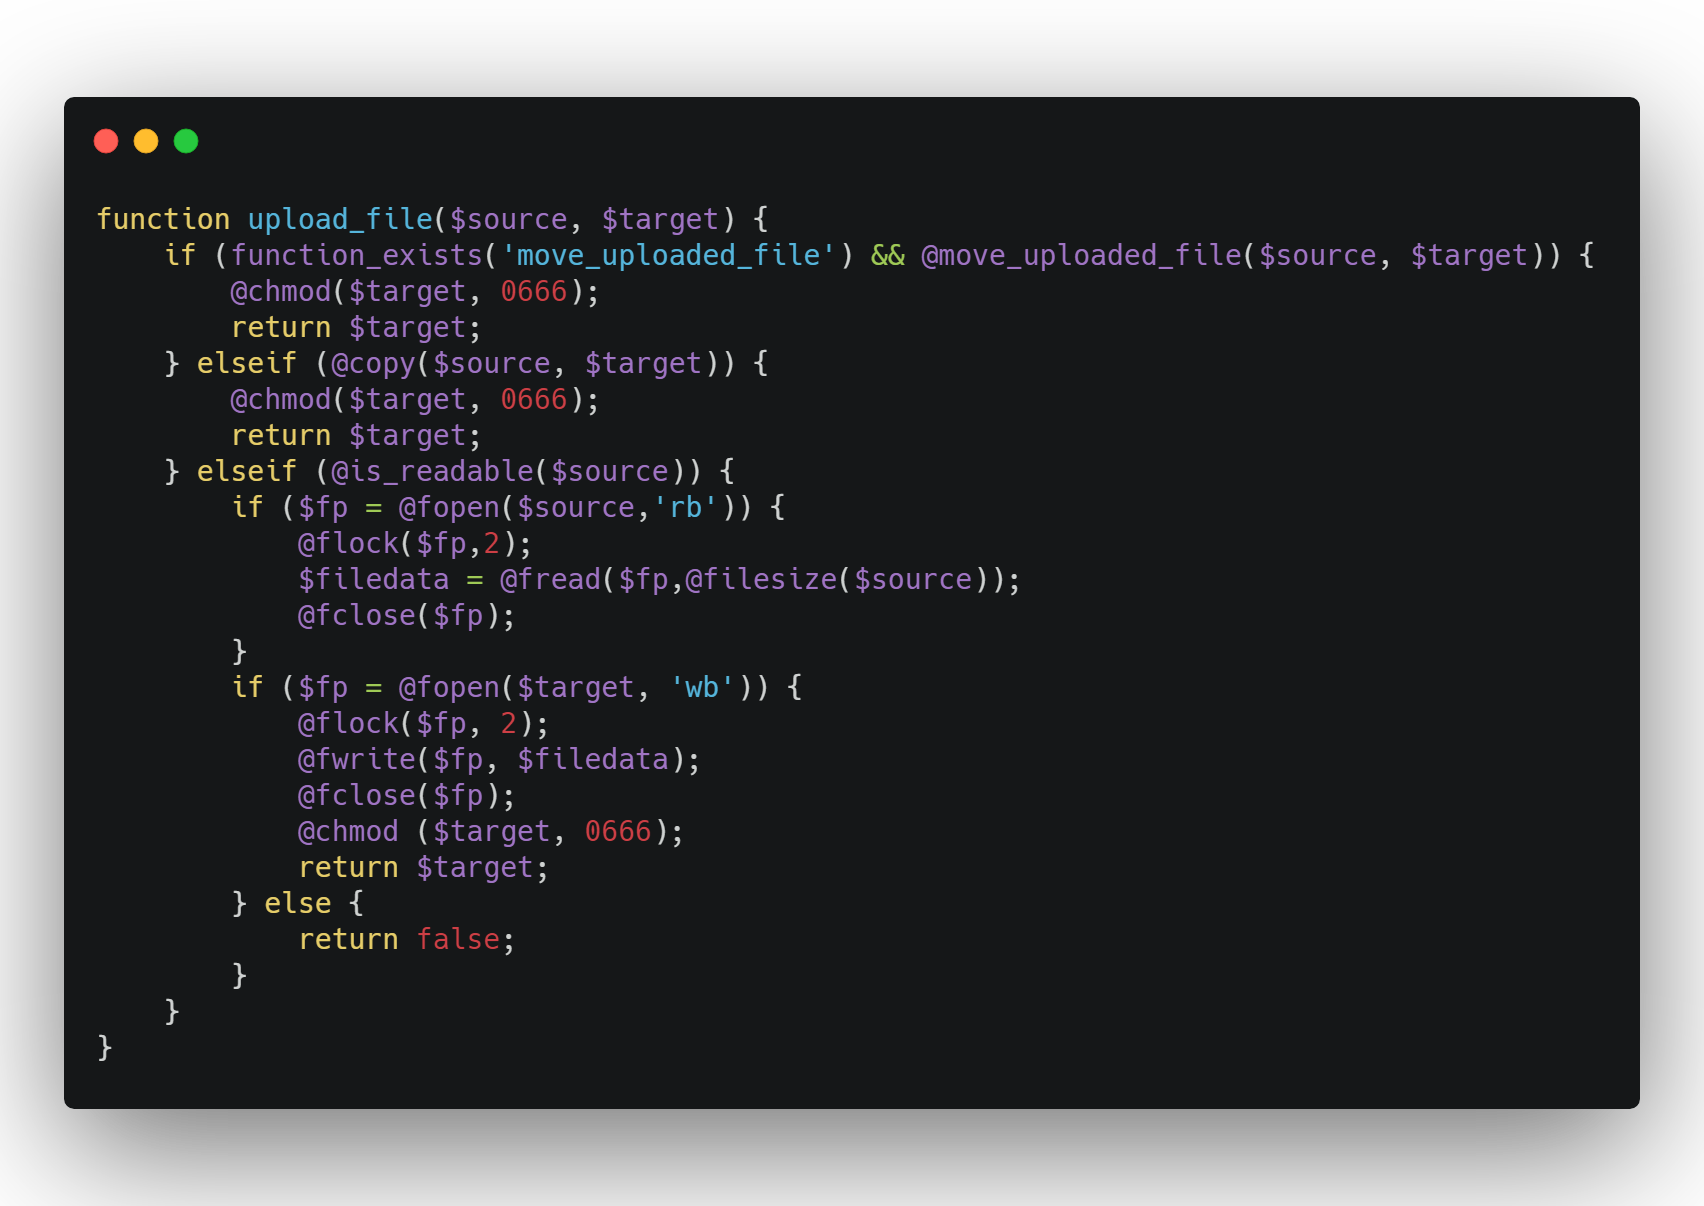 function upload_file($source, $target) {
    if (function_exists('move_uploaded_file') && @move_uploaded_file($source, $target)) {
        @chmod($target, 0666);
        return $target;
    } elseif (@copy($source, $target)) {
        @chmod($target, 0666);
        return $target;
    } elseif (@is_readable($source)) {
        if ($fp = @fopen($source,'rb')) {
            @flock($fp,2);
            $filedata = @fread($fp,@filesize($source));
            @fclose($fp);
        }
        if ($fp = @fopen($target, 'wb')) {
            @flock($fp, 2);
            @fwrite($fp, $filedata);
            @fclose($fp);
            @chmod ($target, 0666);
            return $target;
        } else {
            return false;
        }
    }
}